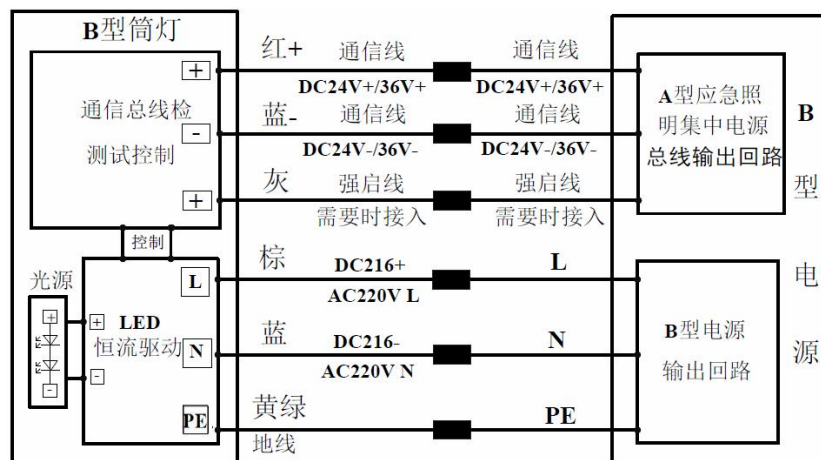 B型筒灯
通信总线检
测试控制
+
-
+
控制
光源
+
-
LED
恒流驱动
+
-
L
N
PE
红+
通信线
通信线
DC24V+/36V+
DC24V+/36V+
蓝-
通信线
通信线
DC24V-/36V-
DC24V-/36V-
灰
强启线
强启线
需要时接入
需要时接入
棕
DC216+
L
AC220V L
蓝
DC216-
N
AC220V N
黄绿
PE
地线
A型应急照
明集中电源
总线输出回路
B型电源
输出回路
B
型
电
源